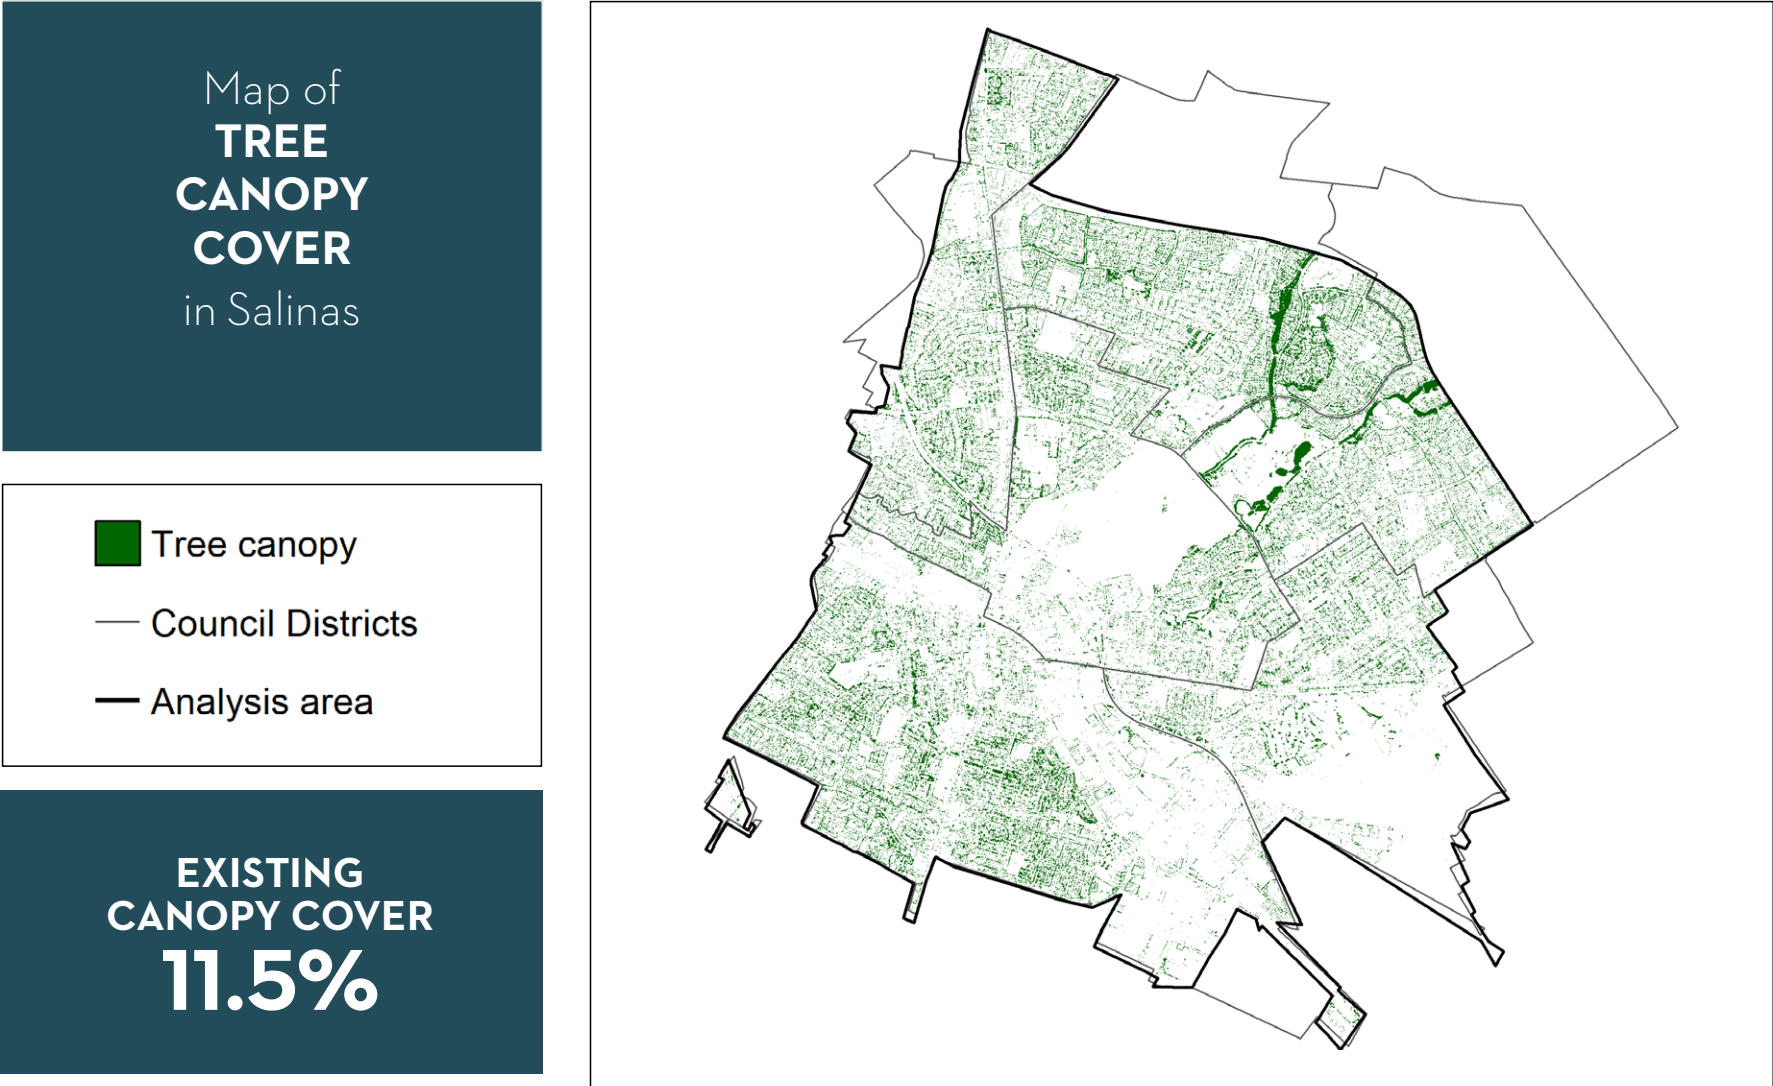 Map of
TREE
CANOPY
COVER
in Salinas
Tree canopy
Council Districts
Analysis area
EXISTING
CANOPY COVER
11.5%